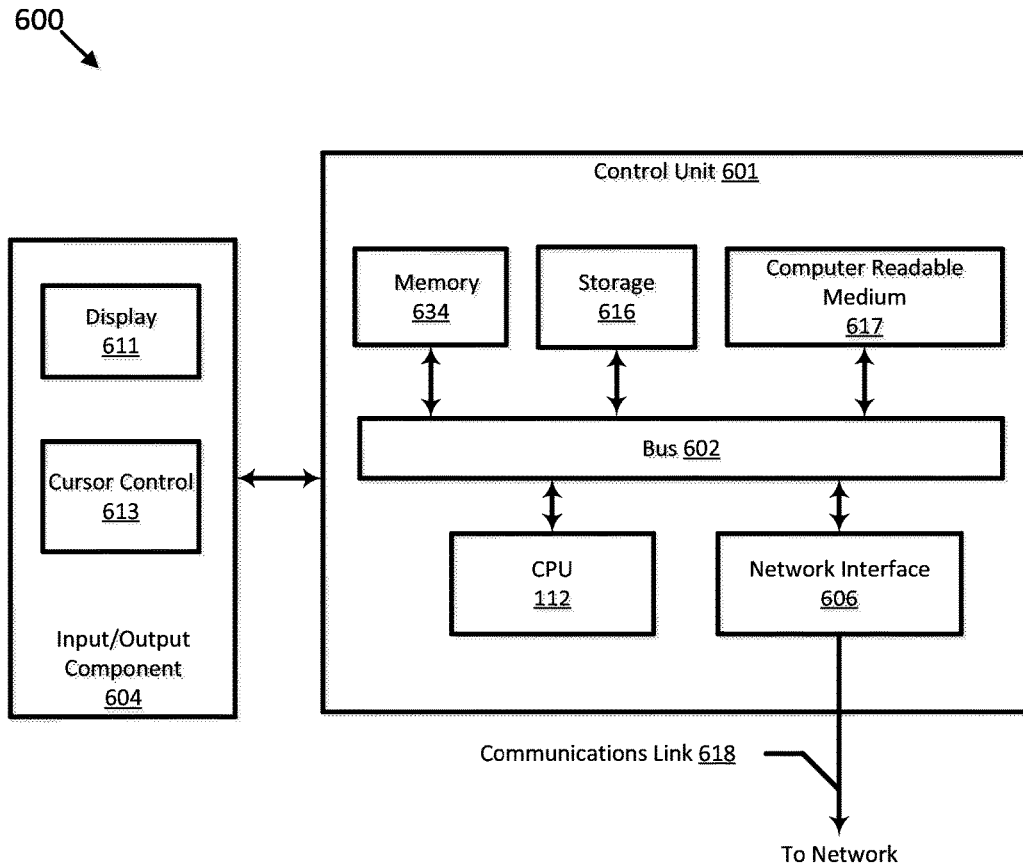 600
Control Unit 601
Memory
634
Storage
616
Computer Readable
Medium
617
Display
611
Bus 602
Cursor Control
613
CPU
112
Network Interface
606
Input/Output
Component
604
Communications Link 618
To Network